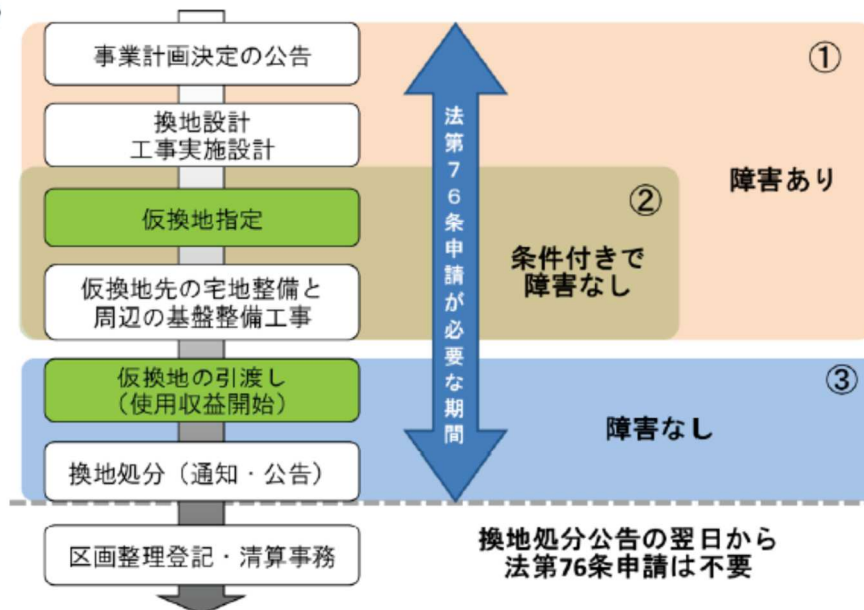 事業計画決定の公告
換地設計
工事実施設計
仮換地指定
仮換地先の宅地整備と
周辺の基盤整備工事
仮換地の引渡し
（使用収益開始）
換地処分（通知・公告）
区画整理登記・清算事務
法第76条申請が必要な期間
①
障害あり
②
条件付きで
障害なし
③
障害なし
換地処分公告の翌日から
法第76条申請は不要